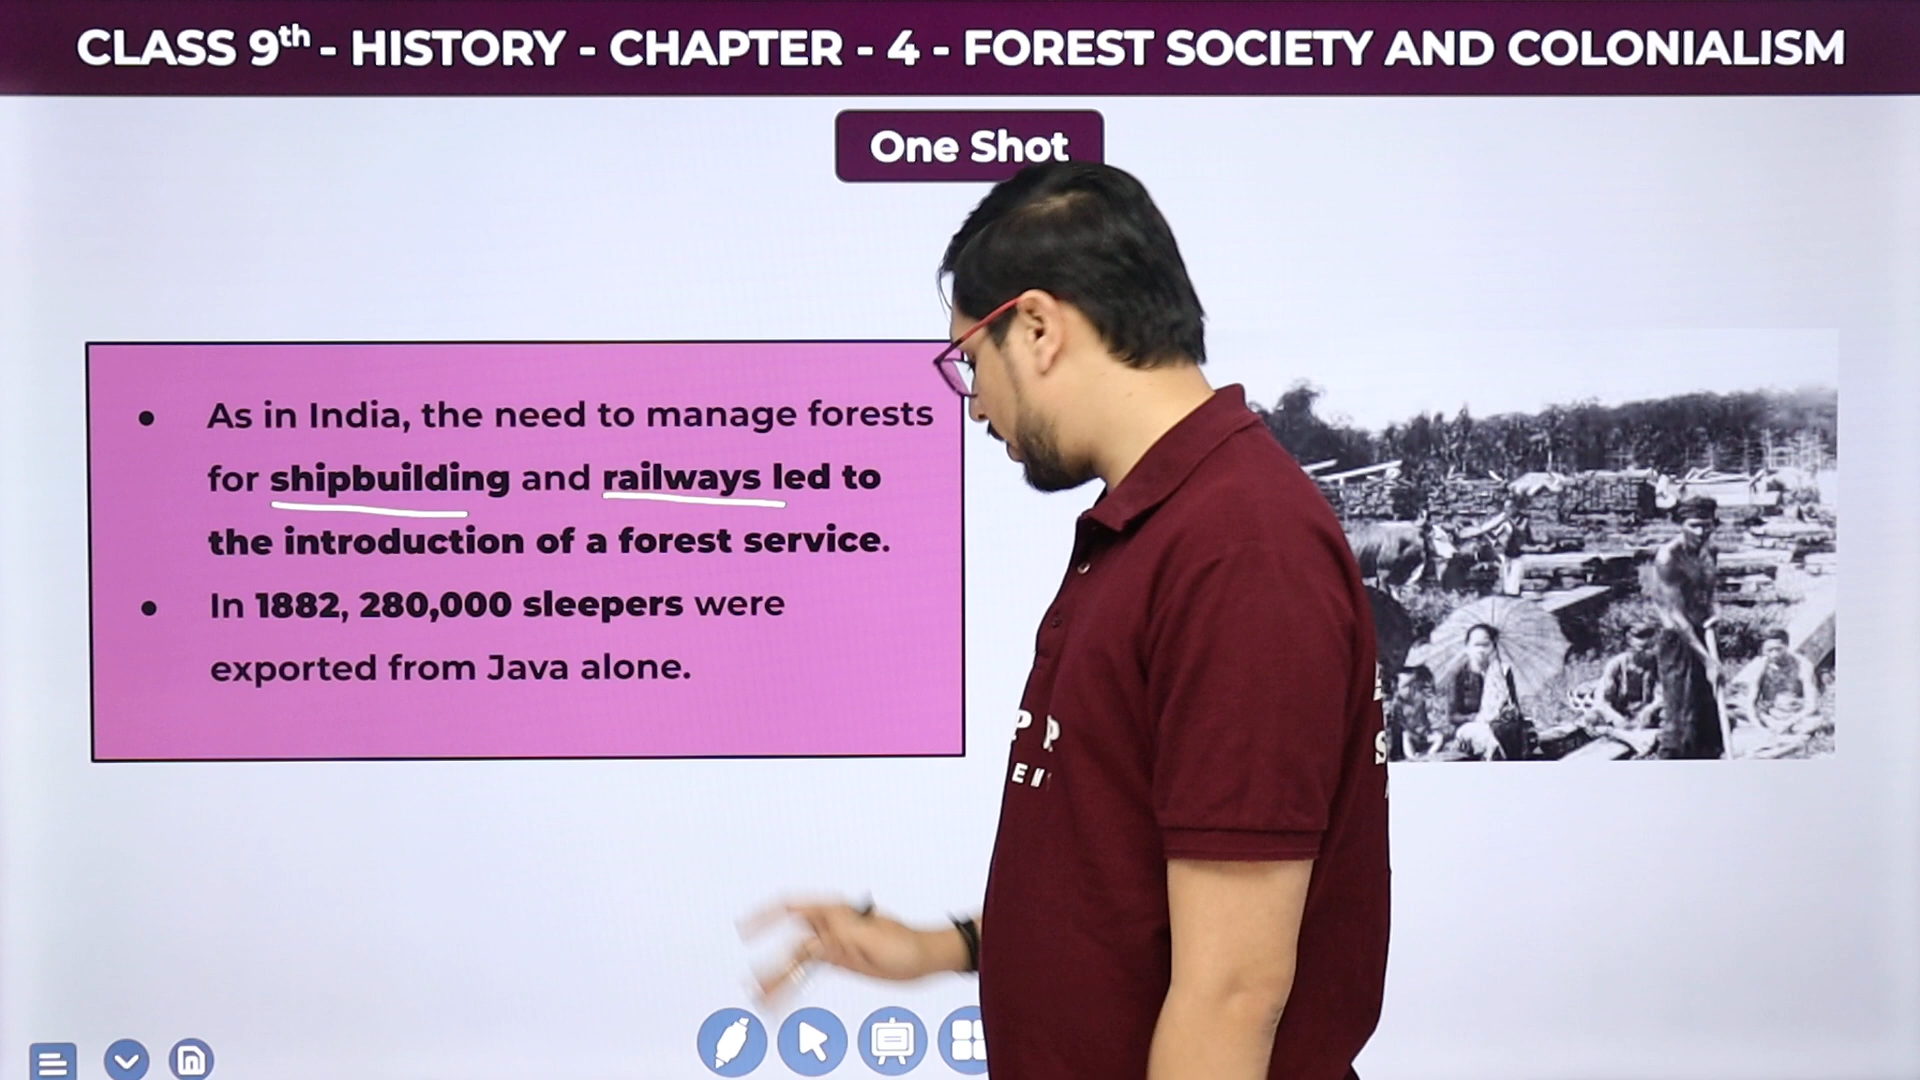 CLASS 9th - HISTORY - CHAPTER - 4 - FOREST SOCIETY AND COLONIALISM
One Shot
● As in India, the need to manage forests
for shipbuilding and railways led to
the introduction of a forest service.
● In 1882, 280,000 sleepers were
exported from Java alone.